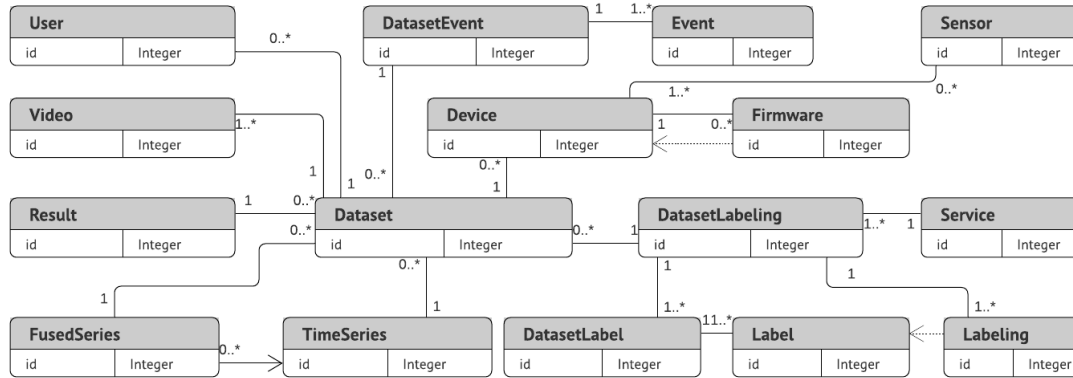 User
id Integer
DatasetEvent
id Integer
1 1..*
Event
id Integer
Sensor
id Integer
0..*
1
1..*
0..*
Video
id Integer
1..*
Device
id Integer
1 0..*
Firmware
id Integer
0..*
1
1
0..*
1
Result
id Integer
1 0..*
Dataset
id Integer
0..* 1
DatasetLabeling
id Integer
1..* 1
Service
id Integer
0..*
0..*
1
1
1
1
1..*
1..*
FusedSeries
id Integer
0..*
TimeSeries
id Integer
DatasetLabel
id Integer
11..*
Label
id Integer
Labeling
id Integer